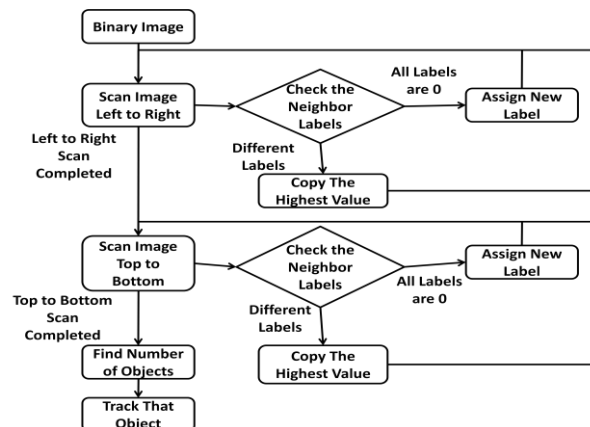 Binary Image
Scan Image
Left to Right
Check the
Neighbor
Labels
All Labels
are 0
Assign New
Label
Left to Right
Scan
Completed
Different
Labels
Copy The
Highest Value
Scan Image
Top to
Bottom
Check the
Neighbor
Labels
All Labels
are 0
Assign New
Label
Top to Bottom
Scan
Completed
Different
Labels
Copy The
Highest Value
Find Number
of Objects
Track That
Object